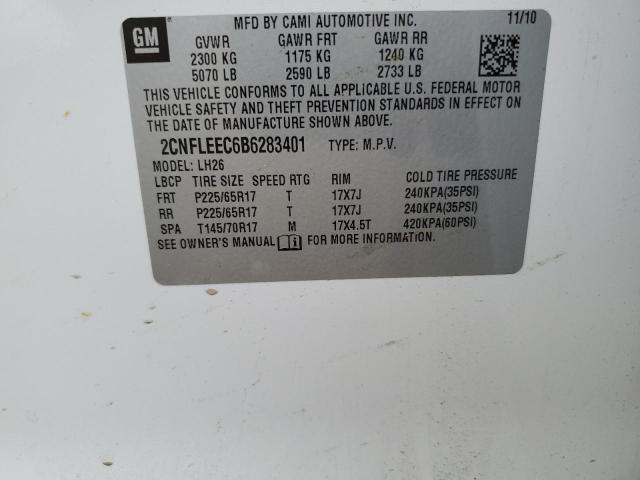 GM
MFD BY CAMI AUTOMOTIVE INC. 11/10
GVWR GAWR FRT GAWR RR
2300 KG 1175 KG 1240 KG
5070 LB 2590 LB 2733 LB
THIS VEHICLE CONFORMS TO ALL APPLICABLE U.S. FEDERAL MOTOR
VEHICLE SAFETY AND THEFT PREVENTION STANDARDS IN EFFECT ON
THE DATE OF MANUFACTURE SHOWN ABOVE.
2CNFLEEC6B6283401 TYPE: M.P.V.
MODEL: LH26
LBCP TIRE SIZE SPEED RTG RIM COLD TIRE PRESSURE
FRT P225/65R17 T 17X7J 240KPA(35PSI)
RR P225/65R17 T 17X7J 240KPA(35PSI)
SPA T145/70R17 M 17X4.5T 420KPA(60PSI)
SEE OWNER'S MANUAL FOR MORE INFORMATION.